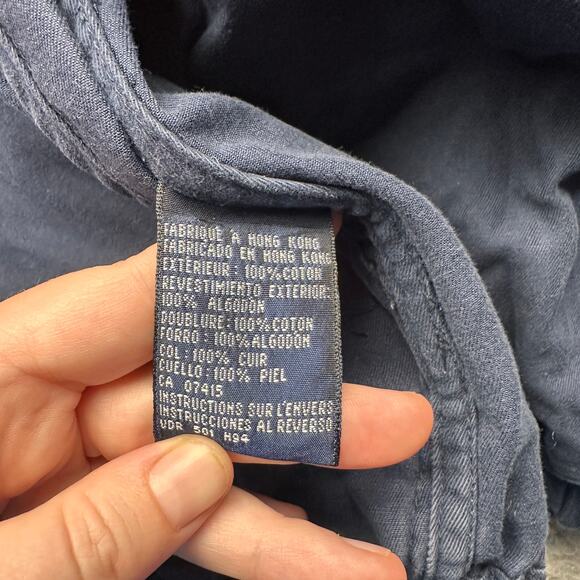 FABRIQUE A HONG KONG
FABRICADO EN HONG KONG
EXTERIEUR: 100%COTON
REVESTIMIENTO EXTERIOR:
100% ALGODON
DOUBLURE:100%COTON
FORRO: 100%ALGODON
COL:100% CUIR
CUELLO:100% PIEL
CA 07415
INSTRUCTIONS SUR L'ENVERS
INSTRUCCIONES AL REVERSO
VDR 501 H94